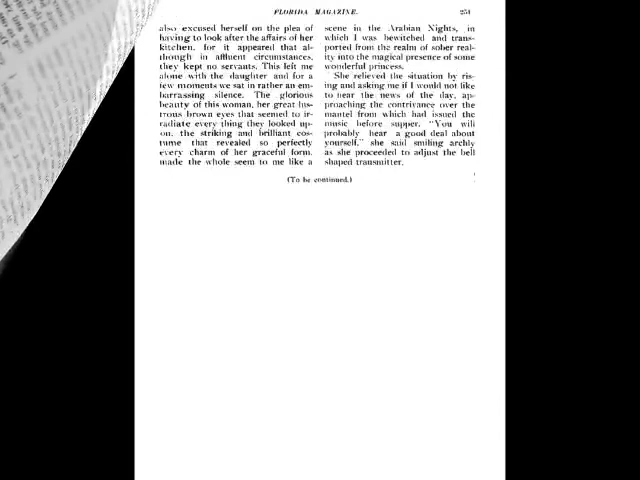 FLORIDA MAGAZINE. 251
also excused herself on the plea of
having to look after the affairs of her
kitchen, for it appeared that al-
though in affluent circumstances,
they kept no servants. This left me
alone with the daughter and for a
few moments we sat in rather an em-
barrassing silence. The glorious
beauty of this woman, her great lus-
trous brown eyes that seemed to ir-
radiate every thing they looked up-
on, the striking and brilliant cos-
tume that revealed so perfectly
every charm of her graceful form,
made the whole seem to me like a
scene in the Arabian Nights, in
which I was bewitched and trans-
ported from the realm of sober real-
ity into the magical presence of some
wonderful princess.
She relieved the situation by ris-
ing and asking me if I would not like
to hear the news of the day, ap-
proaching the contrivance over the
mantel from which had issued the
music before supper. "You will
probably hear a good deal about
yourself," she said smiling archly
as she proceeded to adjust the bell
shaped transmitter.
(To be continued.)